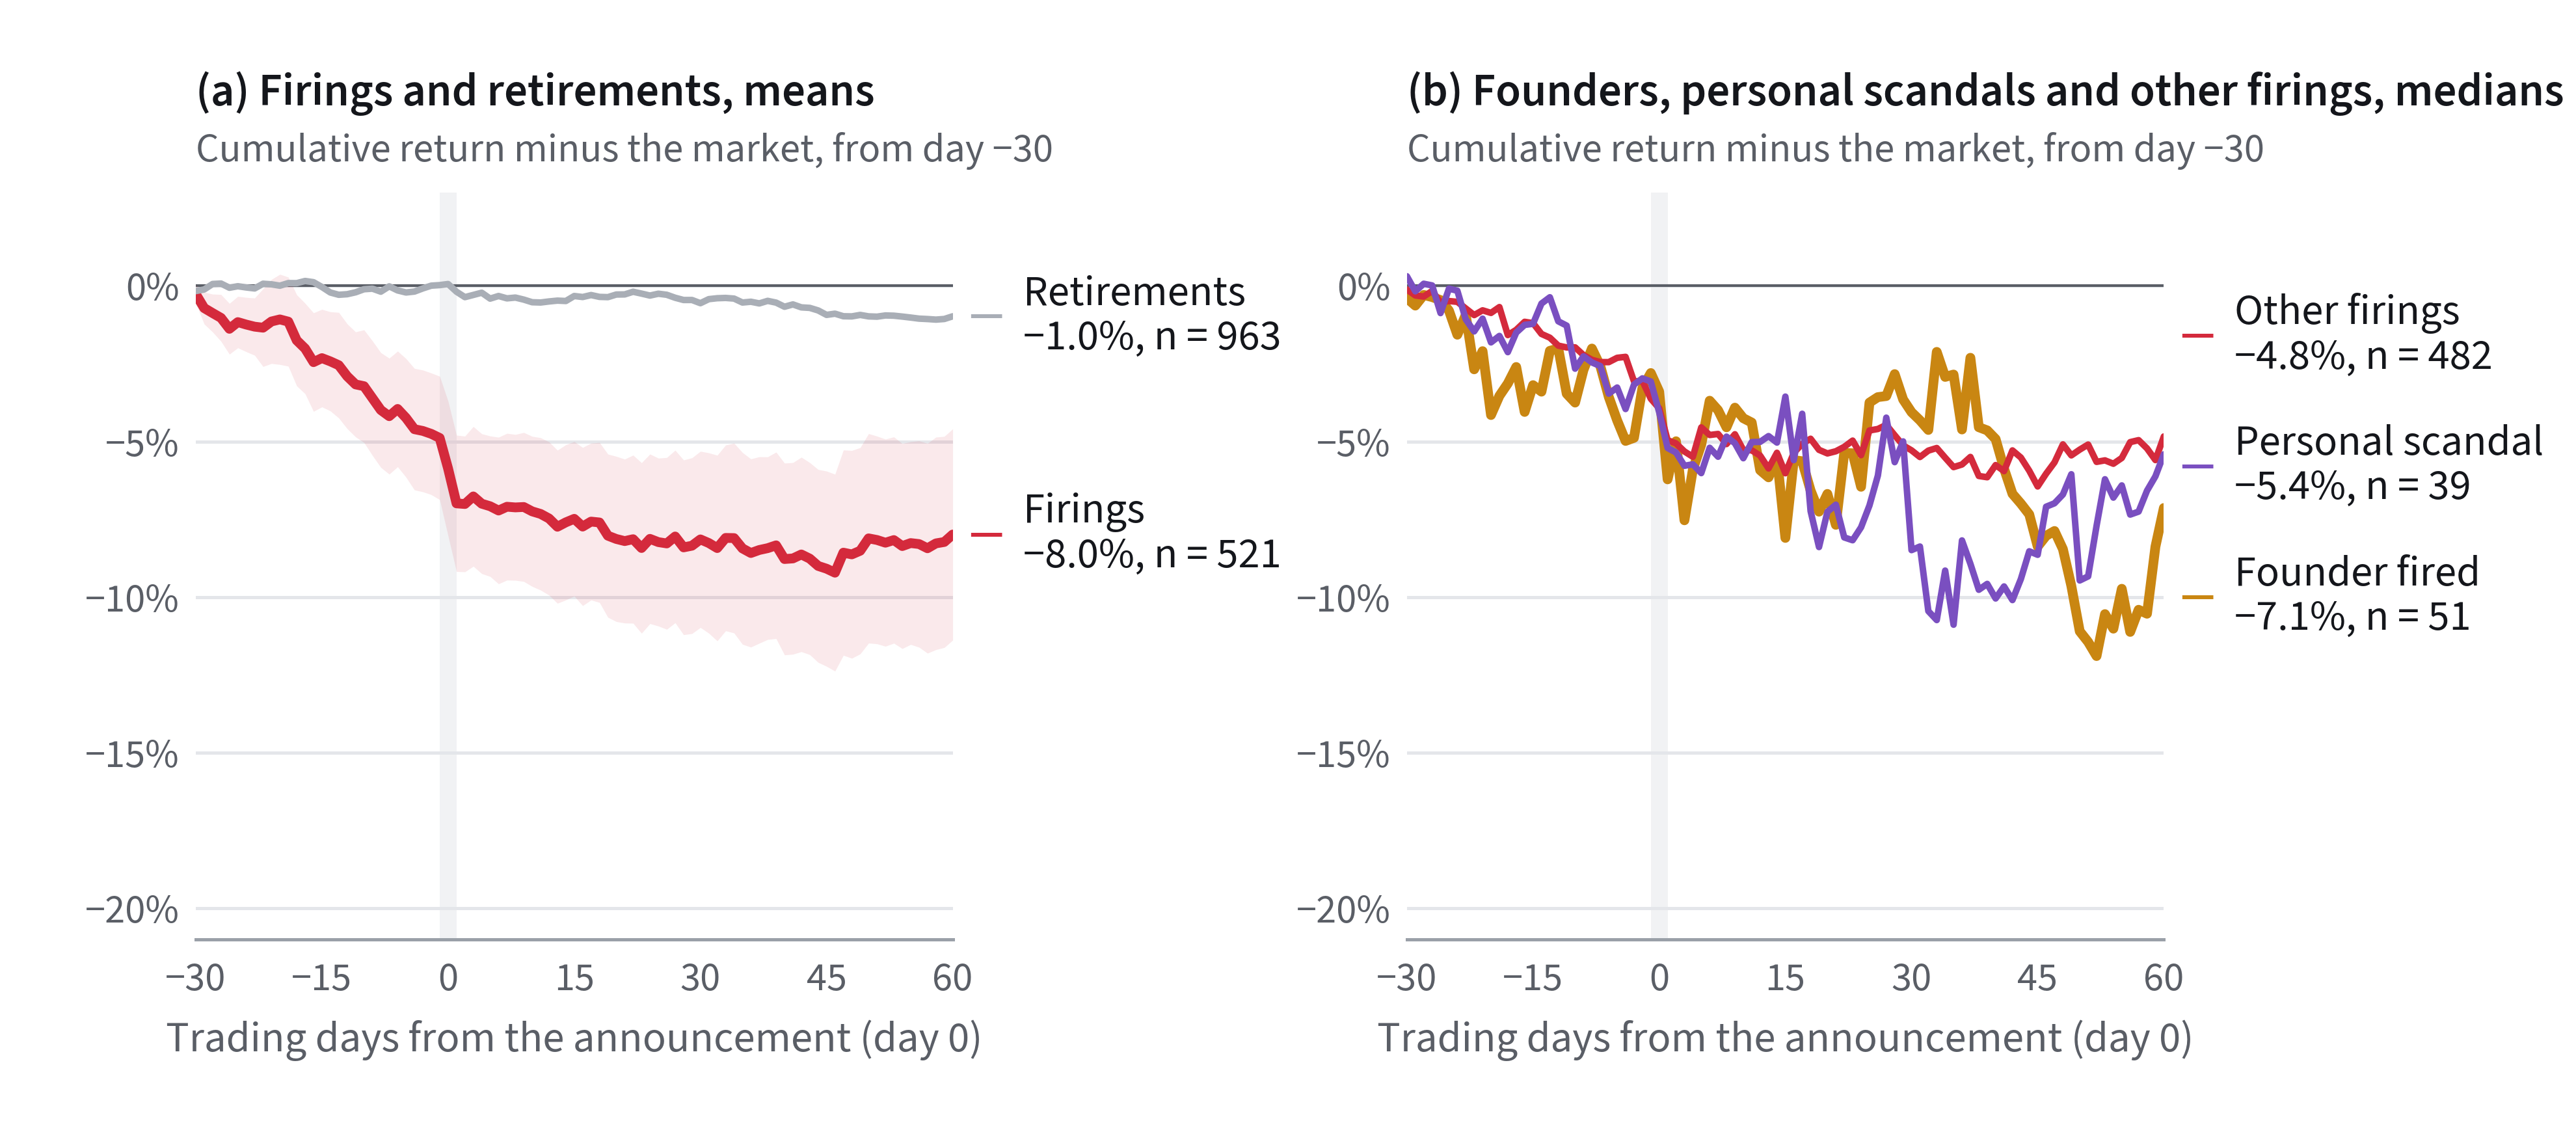 (a) Firings and retirements, means
Cumulative return minus the market, from day −30
0%
−5%
−10%
−15%
−20%
Retirements
−1.0%, n = 963
Firings
−8.0%, n = 521
−30 −15 0 15 30 45 60
Trading days from the announcement (day 0)
(b) Founders, personal scandals and other firings, medians
Cumulative return minus the market, from day −30
0%
−5%
−10%
−15%
−20%
Other firings
−4.8%, n = 482
Personal scandal
−5.4%, n = 39
Founder fired
−7.1%, n = 51
−30 −15 0 15 30 45 60
Trading days from the announcement (day 0)